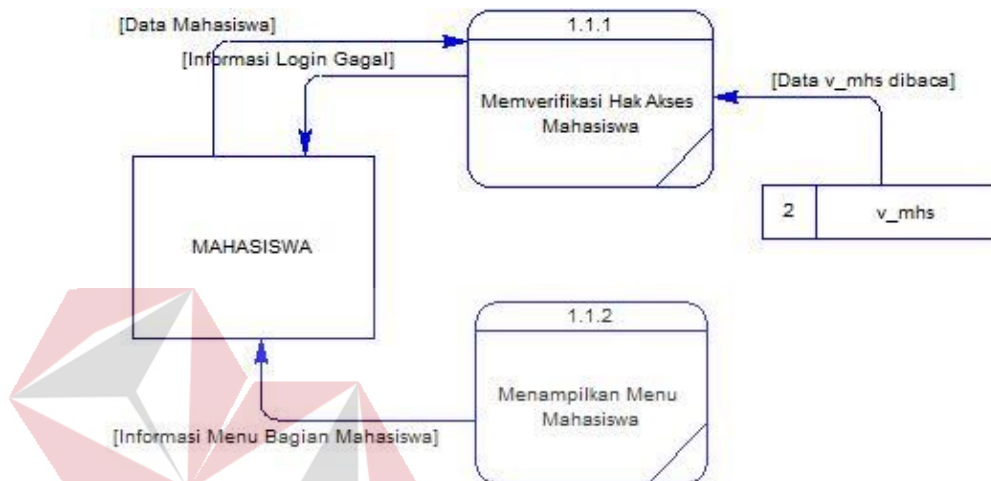 [Data Mahasiswa]
1.1.1
[Informasi Login Gagal]
Memverifikasi Hak Akses
Mahasiswa
[Data v_mhs dibaca]
2
v_mhs
MAHASISWA
1.1.2
Menampilkan Menu
Mahasiswa
[Informasi Menu Bagian Mahasiswa]